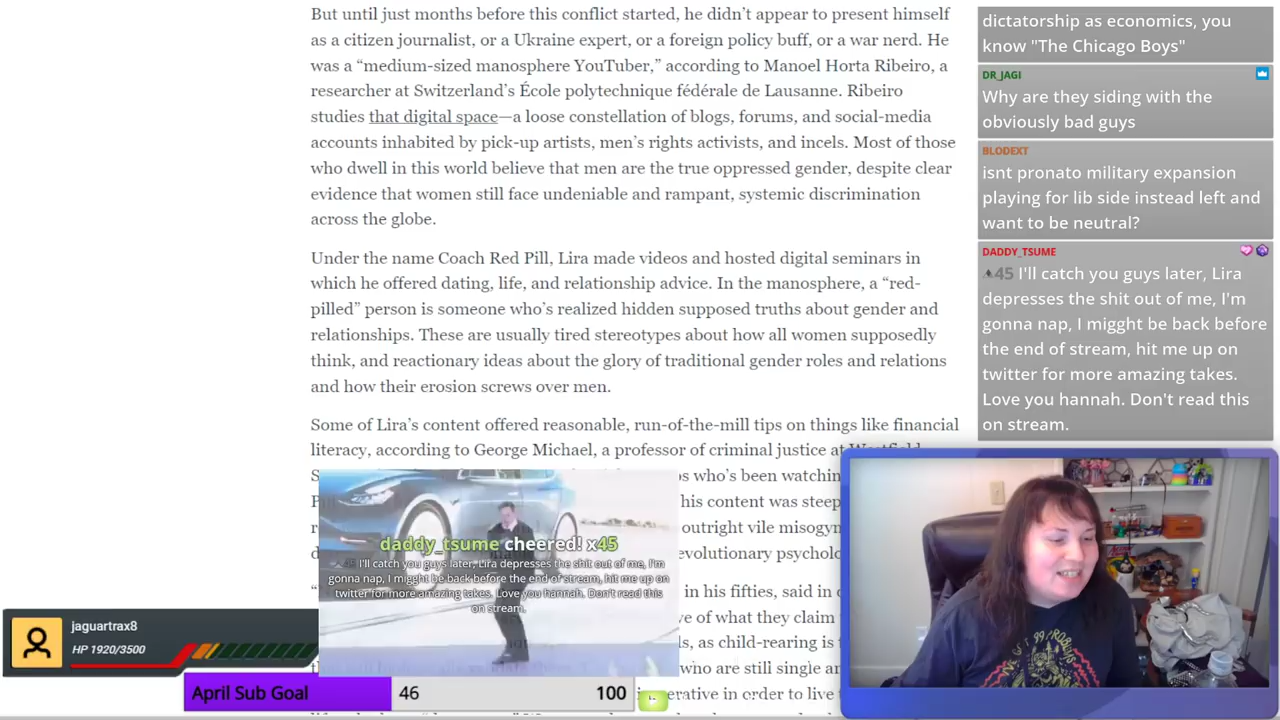 But until just months before this conflict started, he didn't appear to present himself
as a citizen journalist, or a Ukraine expert, or a foreign policy buff, or a war nerd. He
was a “medium-sized manosphere YouTuber,” according to Manoel Horta Ribeiro, a
researcher at Switzerland's École polytechnique fédérale de Lausanne. Ribeiro
studies that digital space—a loose constellation of blogs, forums, and social-media
accounts inhabited by pick-up artists, men's rights activists, and incels. Most of those
who dwell in this world believe that men are the true oppressed gender, despite clear
evidence that women still face undeniable and rampant, systemic discrimination
across the globe.
Under the name Coach Red Pill, Lira made videos and hosted digital seminars in
which he offered dating, life, and relationship advice. In the manosphere, a “red-
pilled” person is someone who's realized hidden supposed truths about gender and
relationships. These are usually tired stereotypes about how all women supposedly
think, and reactionary ideas about the glory of traditional gender roles and relations
and how their erosion screws over men.
Some of Lira's content offered reasonable, run-of-the-mill tips on things like financial
literacy, according to George Michael, a professor of criminal justice at Westfield
who's been watchin
his content was steep
outright vile misogyn
evolutionary psycholo
in his fifties, said in
ve of what they claim
s, as child-rearing is
who are still single
erative in order to live
daddy_tsume cheered! x45
I'll catch you guys later, Lira depresses the shit out of me, I'm
gonna nap, I migght be back before the end of stream, hit me up on
twitter for more amazing takes. Love you hannah. Don't read this
on stream.
jaguartrax8
HP 1920/3500
April Sub Goal 46 100
dictatorship as economics, you
know "The Chicago Boys"
DR_JAGI
Why are they siding with the
obviously bad guys
BLODEXT
isnt pronato military expansion
playing for lib side instead left and
want to be neutral?
DADDY_TSUME
45 I'll catch you guys later, Lira
depresses the shit out of me, I'm
gonna nap, I migght be back before
the end of stream, hit me up on
twitter for more amazing takes.
Love you hannah. Don't read this
on stream.